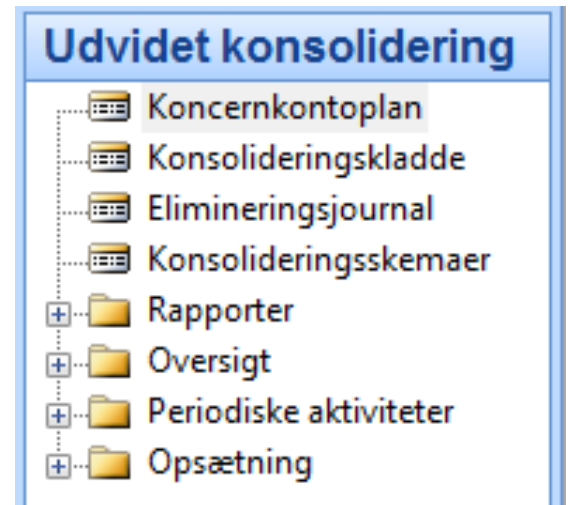 Udvidet konsolidering
Koncernkontoplan
Konsolideringskladde
Elimineringsjournal
Konsolideringsskemaer
Rapporter
Oversigt
Periodiske aktiviteter
Opsætning